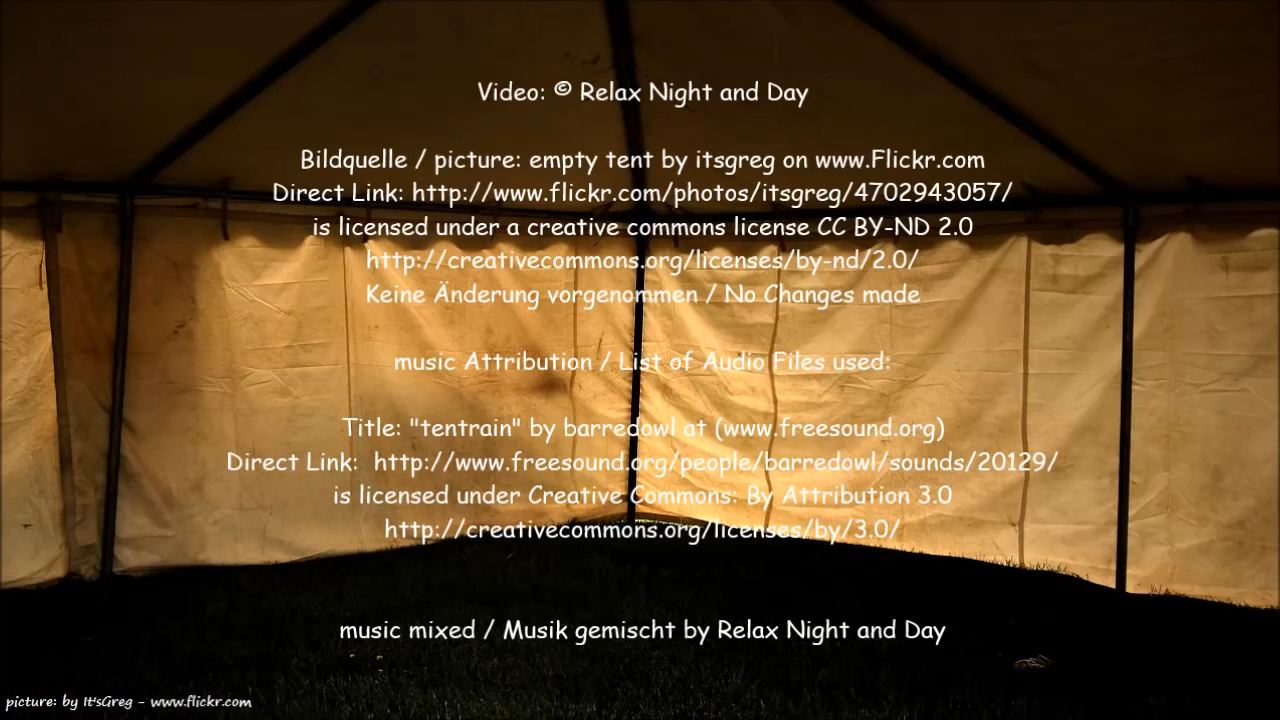 Video: © Relax Night and Day
Bildquelle / picture: empty tent by itsgreg on www.Flickr.com
Direct Link: http://www.flickr.com/photos/itsgreg/4702943057/
is licensed under a creative commons license CC BY-ND 2.0
http://creativecommons.org/licenses/by-nd/2.0/
Keine Änderung vorgenommen / No Changes made
music Attribution / List of Audio Files used:
Title: "tentrain" by barredowl at (www.freesound.org)
Direct Link:  http://www.freesound.org/people/barredowl/sounds/20129/
is licensed under Creative Commons: By Attribution 3.0
http://creativecommons.org/licenses/by/3.0/
music mixed / Musik gemischt by Relax Night and Day
picture: by It'sGreg - www.flickr.com